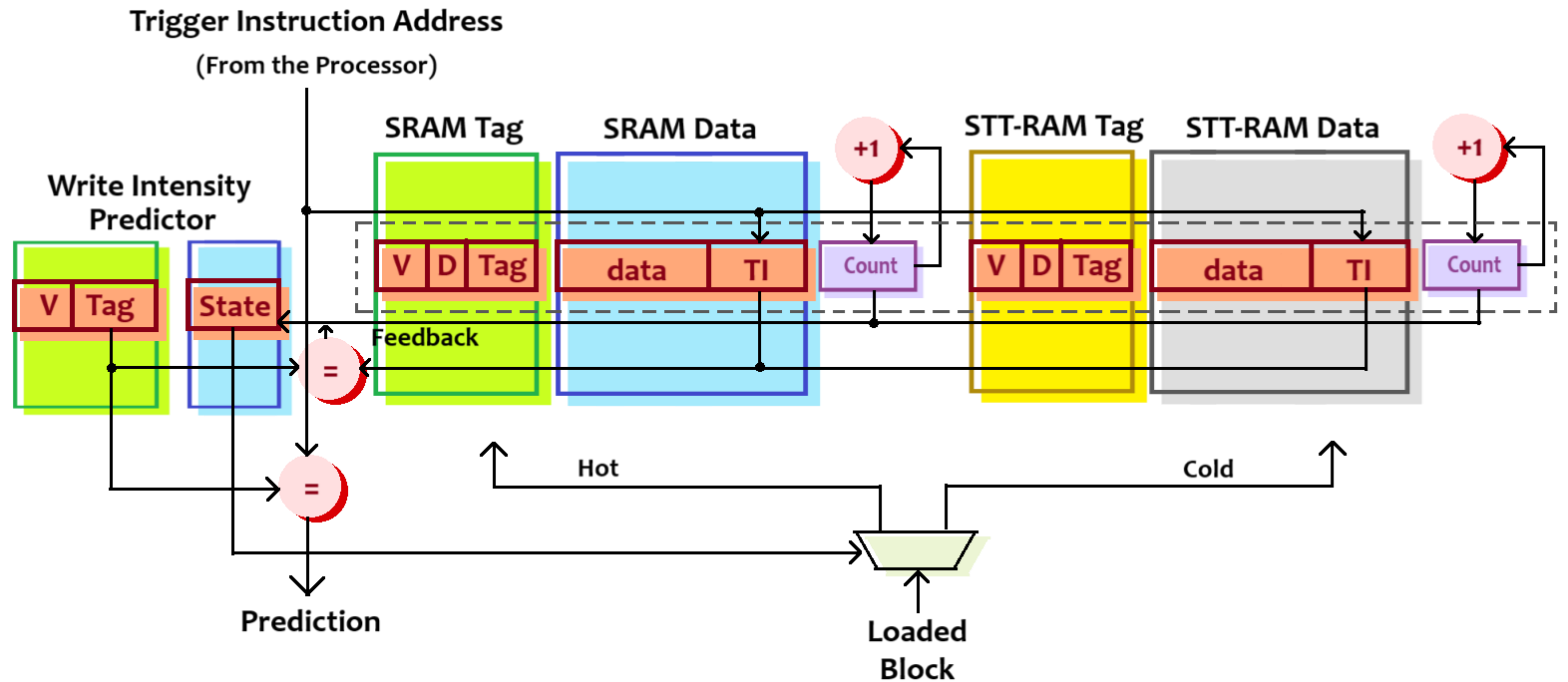 Trigger Instruction Address
(From the Processor)
SRAM Tag
SRAM Data
+1
STT-RAM Tag
STT-RAM Data
+1
Write Intensity
Predictor
V
D
Tag
data
TI
Count
V
D
Tag
data
TI
Count
V
Tag
State
Feedback
=
Hot
Cold
=
Prediction
Loaded
Block